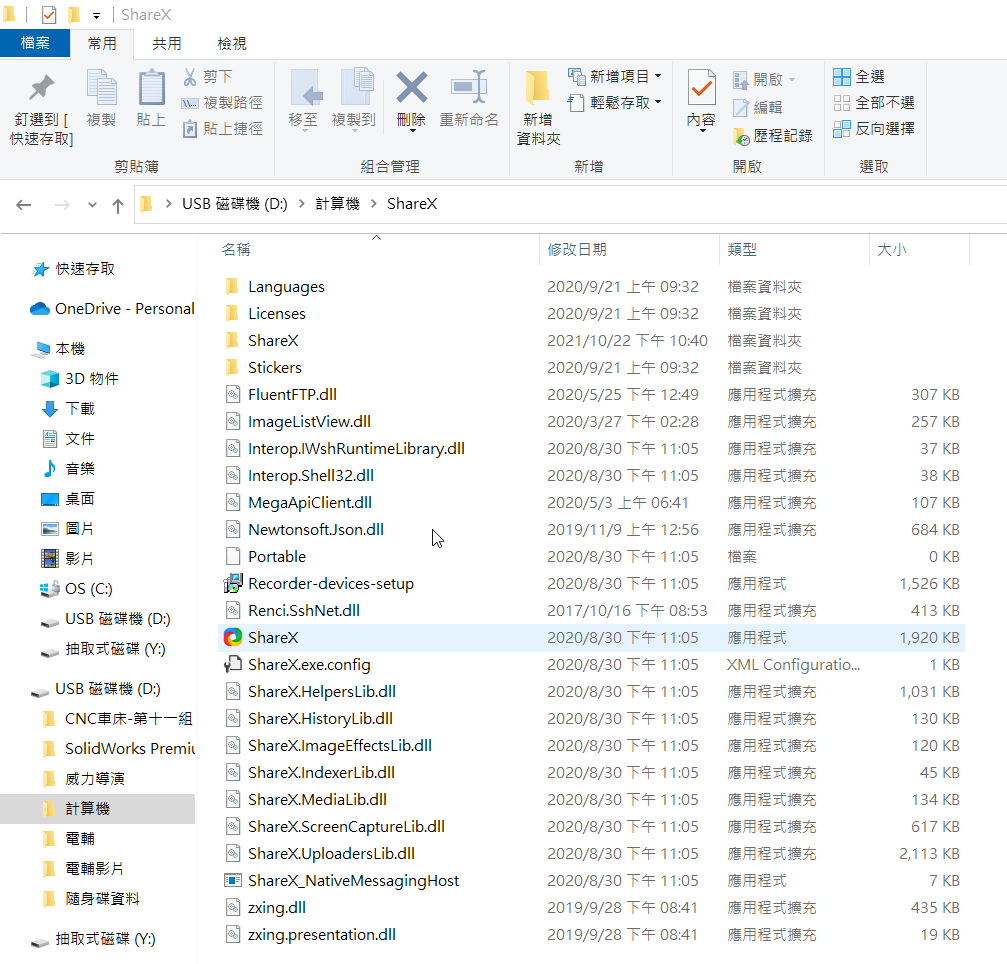 ShareX
檔案 常用 共用 檢視
釘選到 [
快速存取]
複製
貼上
剪下
複製路徑
貼上捷徑
剪貼簿
移至
複製到
刪除
重新命名
組合管理
新增
資料夾
新增項目
輕鬆存取
新增
內容
開啟
編輯
歷程記錄
開啟
全選
全部不選
反向選擇
選取
USB 磁碟機 (D:) > 計算機 > ShareX
快速存取
OneDrive - Personal
本機
3D 物件
下載
文件
音樂
桌面
圖片
影片
OS (C:)
USB 磁碟機 (D:)
抽取式磁碟 (Y:)
USB 磁碟機 (D:)
CNC車床-第十一組
SolidWorks Premiu
威力導演
計算機
電輔
電輔影片
隨身碟資料
抽取式磁碟 (Y:)
名稱 修改日期 類型 大小
Languages 2020/9/21 上午 09:32 檔案資料夾
Licenses 2020/9/21 上午 09:32 檔案資料夾
ShareX 2021/10/22 下午 10:40 檔案資料夾
Stickers 2020/9/21 上午 09:32 檔案資料夾
FluentFTP.dll 2020/5/25 下午 12:49 應用程式擴充 307 KB
ImageListView.dll 2020/3/27 下午 02:28 應用程式擴充 257 KB
Interop.IWshRuntimeLibrary.dll 2020/8/30 下午 11:05 應用程式擴充 37 KB
Interop.Shell32.dll 2020/8/30 下午 11:05 應用程式擴充 38 KB
MegaApiClient.dll 2020/5/3 上午 06:41 應用程式擴充 107 KB
Newtonsoft.Json.dll 2019/11/9 上午 12:56 應用程式擴充 684 KB
Portable 2020/8/30 下午 11:05 檔案 0 KB
Recorder-devices-setup 2020/8/30 下午 11:05 應用程式 1,526 KB
Renci.SshNet.dll 2017/10/16 下午 08:53 應用程式擴充 413 KB
ShareX 2020/8/30 下午 11:05 應用程式 1,920 KB
ShareX.exe.config 2020/8/30 下午 11:05 XML Configuratio... 1 KB
ShareX.HelpersLib.dll 2020/8/30 下午 11:05 應用程式擴充 1,031 KB
ShareX.HistoryLib.dll 2020/8/30 下午 11:05 應用程式擴充 130 KB
ShareX.ImageEffectsLib.dll 2020/8/30 下午 11:05 應用程式擴充 120 KB
ShareX.IndexerLib.dll 2020/8/30 下午 11:05 應用程式擴充 45 KB
ShareX.MediaLib.dll 2020/8/30 下午 11:05 應用程式擴充 134 KB
ShareX.ScreenCaptureLib.dll 2020/8/30 下午 11:05 應用程式擴充 617 KB
ShareX.UploadersLib.dll 2020/8/30 下午 11:05 應用程式擴充 2,113 KB
ShareX_NativeMessagingHost 2020/8/30 下午 11:05 應用程式 7 KB
zxing.dll 2019/9/28 下午 08:41 應用程式擴充 435 KB
zxing.presentation.dll 2019/9/28 下午 08:41 應用程式擴充 19 KB